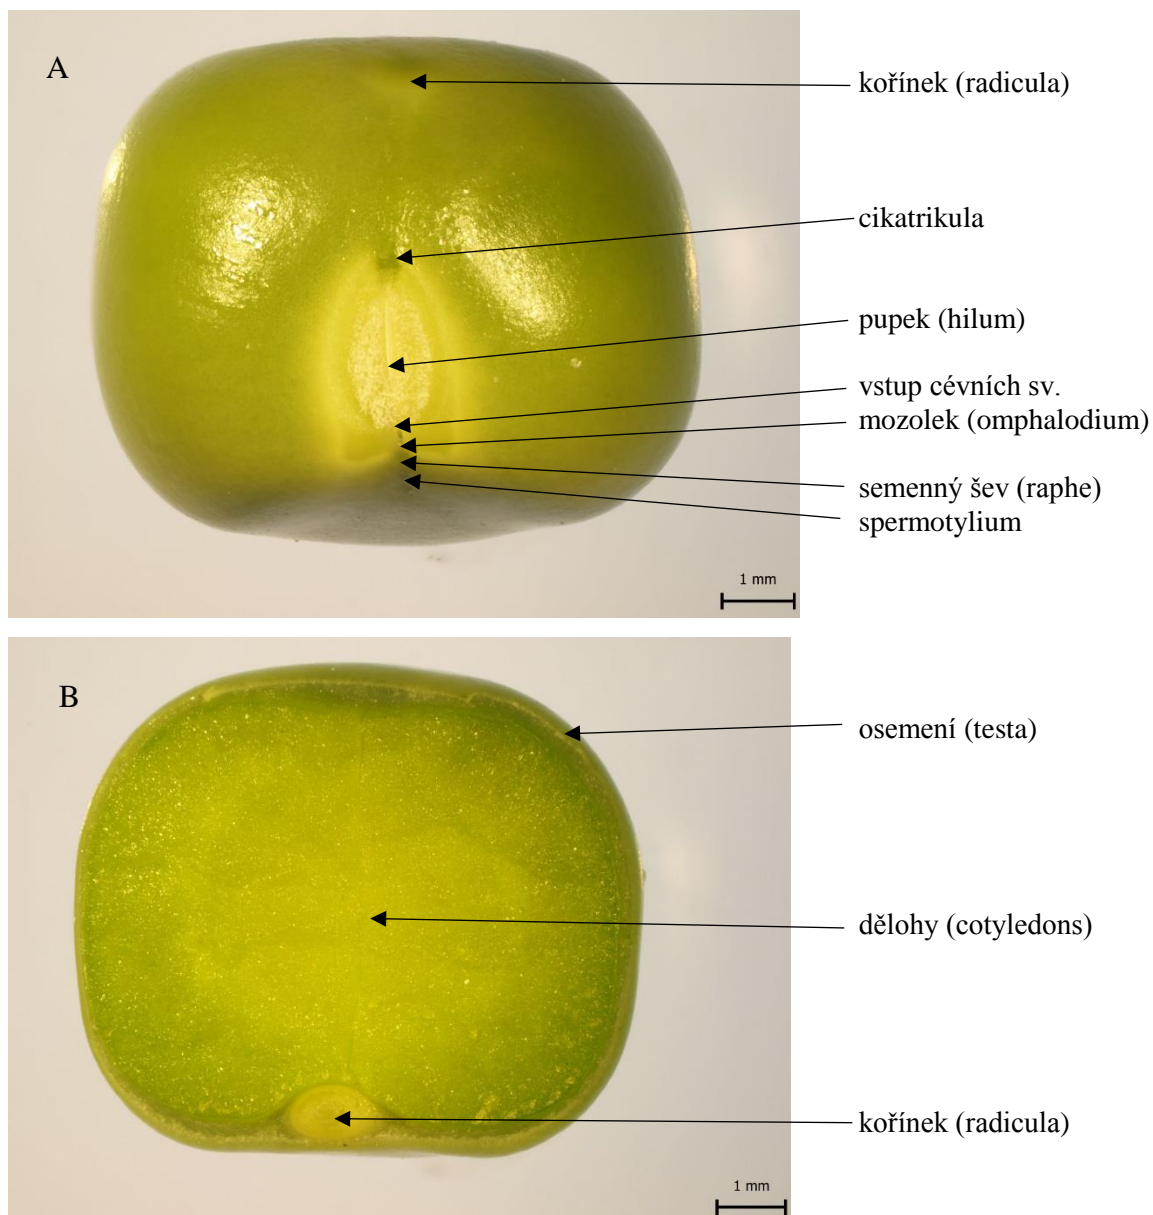 A
kořínek (radicula)
cikatrikula
pupek (hilum)
vstup cévních sv.
mozolek (omphalodium)
semenný šev (raphe)
spermotylium
1 mm
B
osemení (testa)
dělohy (cotyledons)
kořínek (radicula)
1 mm